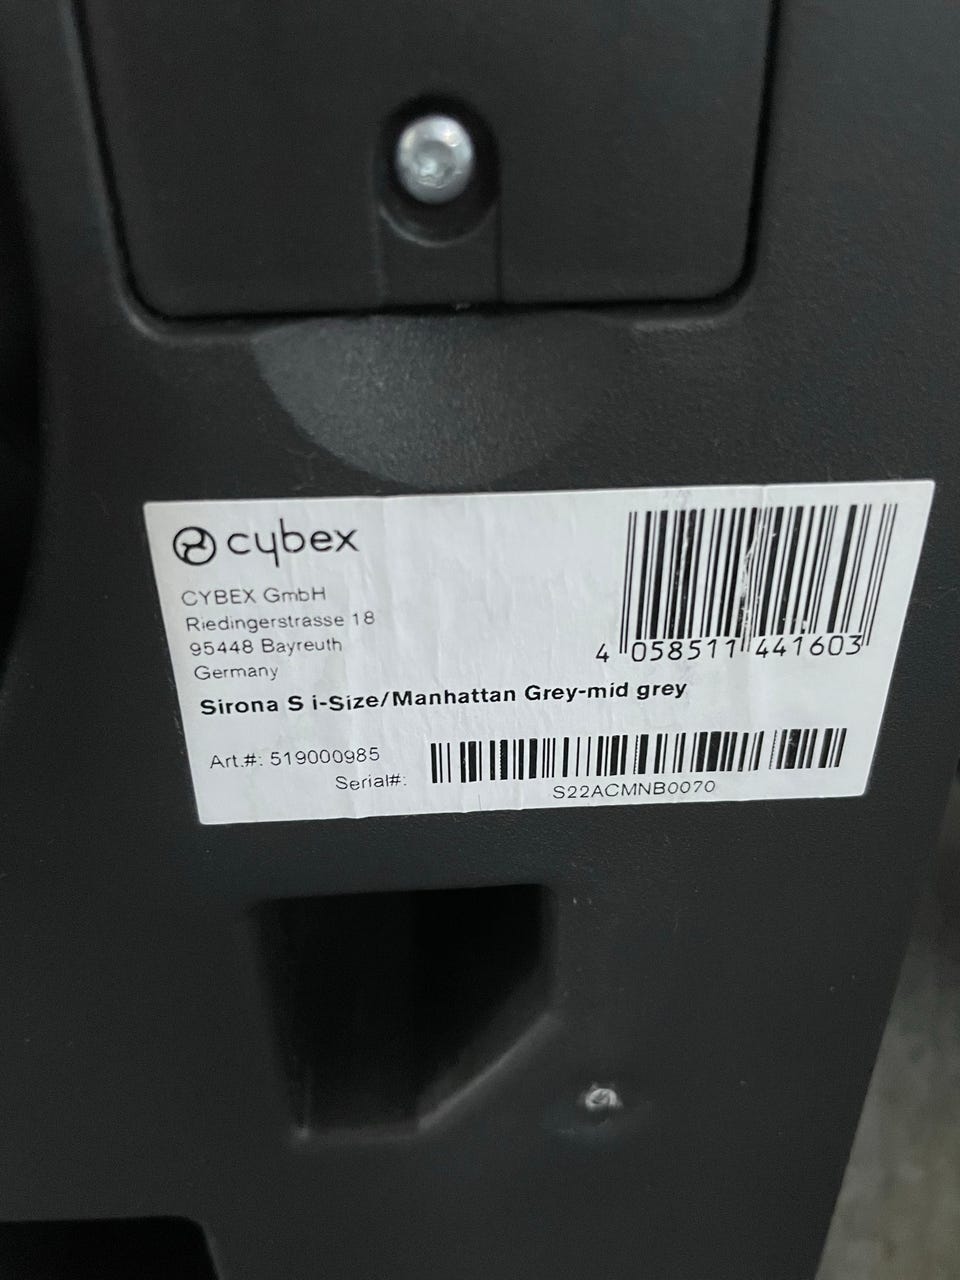 cybex
CYBEX GmbH
Riedingerstrasse 18
95448 Bayreuth
Germany
4 058511 441603
Sirona S i-Size/Manhattan Grey-mid grey
Art.#: 519000985
Serial#:
S22ACMNB0070